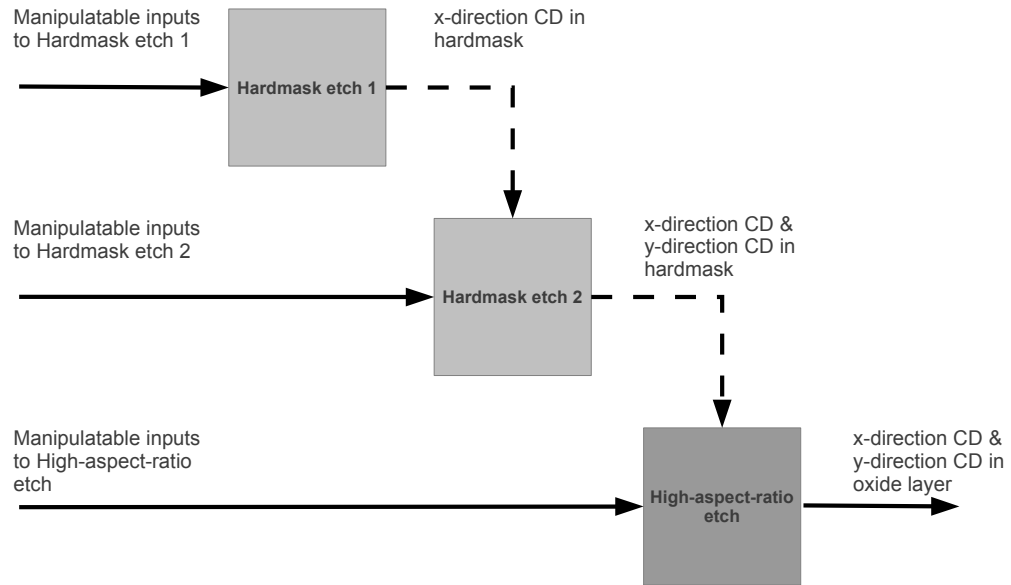 Manipulatable inputs
to Hardmask etch 1
x-direction CD in
hardmask
Hardmask etch 1
Manipulatable inputs
to Hardmask etch 2
x-direction CD &
y-direction CD in
hardmask
Hardmask etch 2
Manipulatable inputs
to High-aspect-ratio
etch
High-aspect-ratio
etch
x-direction CD &
y-direction CD in
oxide layer